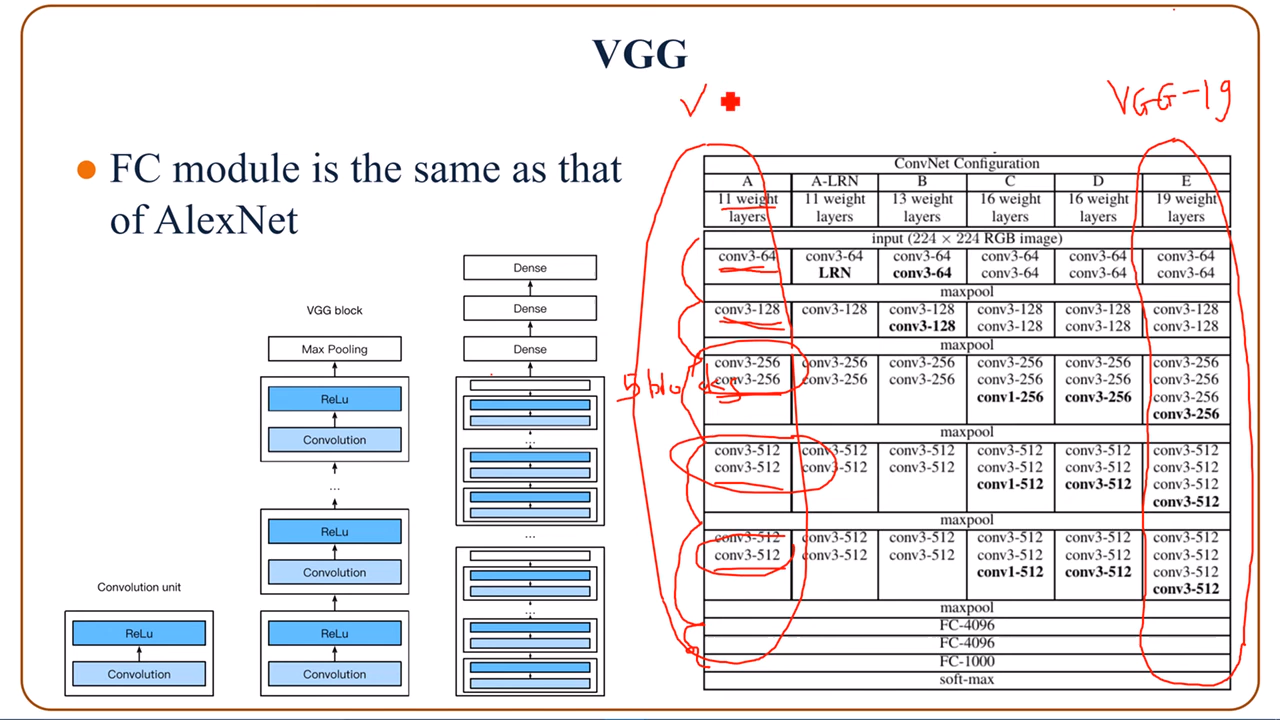 VGG
V
VGG-19
FC module is the same as that
of AlexNet
ConvNet Configuration
A A-LRN B C D E
11 weight 11 weight 13 weight 16 weight 16 weight 19 weight
layers layers layers layers layers layers
input (224 × 224 RGB image)
conv3-64 conv3-64 conv3-64 conv3-64 conv3-64 conv3-64
LRN conv3-64 conv3-64 conv3-64 conv3-64
maxpool
conv3-128 conv3-128 conv3-128 conv3-128 conv3-128 conv3-128
conv3-128 conv3-128 conv3-128 conv3-128
maxpool
conv3-256 conv3-256 conv3-256 conv3-256 conv3-256 conv3-256
conv3-256 conv3-256 conv3-256 conv3-256 conv3-256 conv3-256
conv1-256 conv3-256 conv3-256
conv3-256
maxpool
conv3-512 conv3-512 conv3-512 conv3-512 conv3-512 conv3-512
conv3-512 conv3-512 conv3-512 conv3-512 conv3-512 conv3-512
conv1-512 conv3-512 conv3-512
conv3-512
maxpool
conv3-512 conv3-512 conv3-512 conv3-512 conv3-512 conv3-512
conv3-512 conv3-512 conv3-512 conv3-512 conv3-512 conv3-512
conv1-512 conv3-512 conv3-512
conv3-512
maxpool
FC-4096
FC-4096
FC-1000
soft-max
5 blocks
Convolution unit
ReLu
Convolution
VGG block
Max Pooling
ReLu
Convolution
...
ReLu
Convolution
ReLu
Convolution
Dense
Dense
Dense
...
...
...